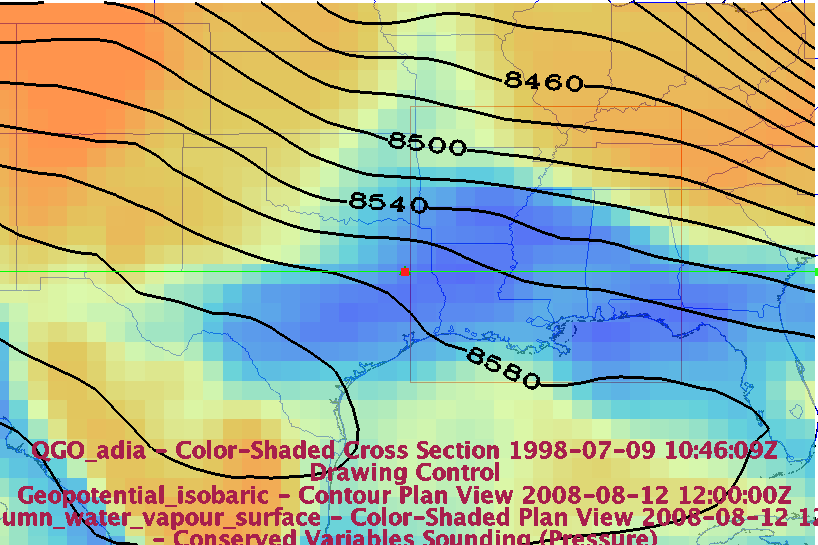 8460
8500
8540
8580
QGO_adia - Color-Shaded Cross Section 1998-07-09 10:46:09Z
Drawing Control
Geopotential_isobaric - Contour Plan View 2008-08-12 12:00:00Z
umn_water_vapour_surface - Color-Shaded Plan View 2008-08-12 12
- Conserved Variables Sounding (Pressure)